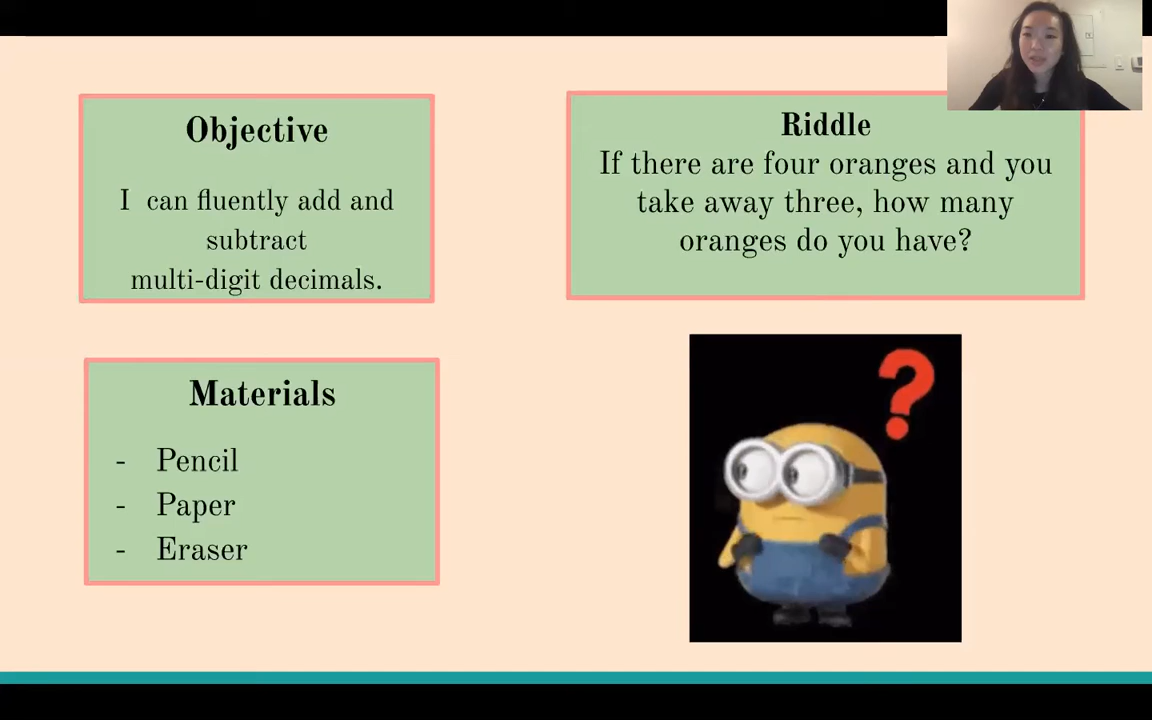 Objective
I can fluently add and
subtract
multi-digit decimals.
Riddle
If there are four oranges and you
take away three, how many
oranges do you have?
Materials
- Pencil
- Paper
- Eraser
?